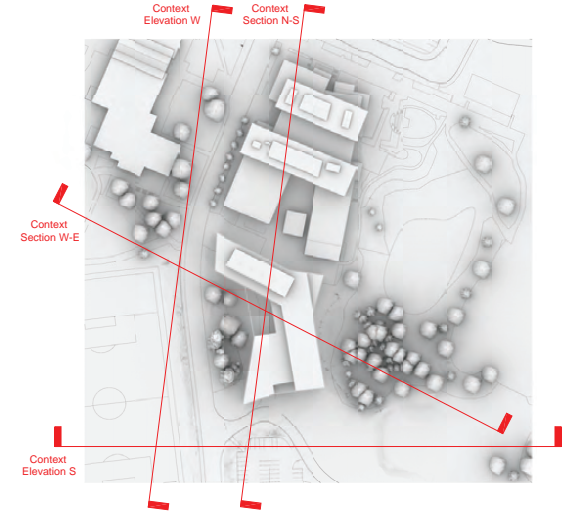 Context
Elevation W
Context
Section N-S
Context
Section W-E
Context
Elevation S